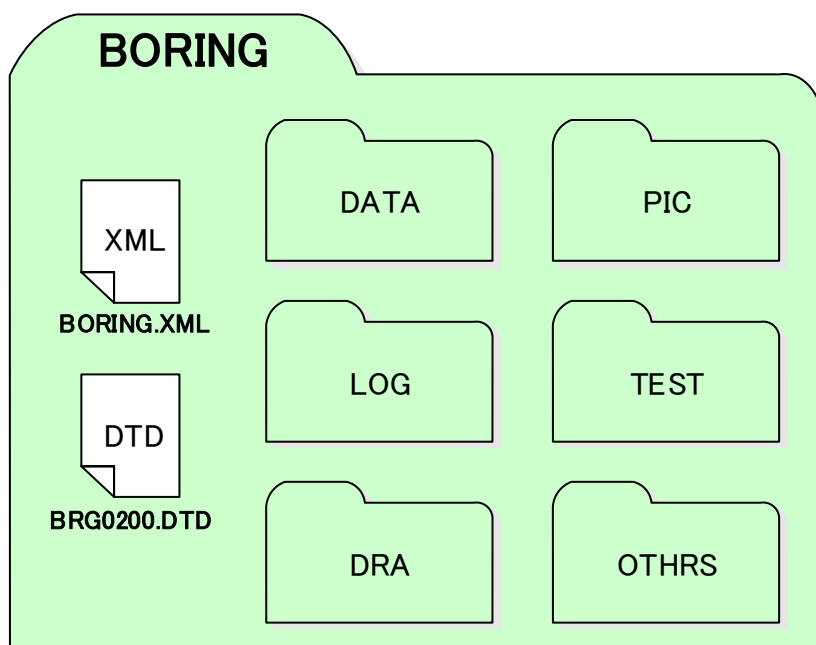 BORING
XML
BORING.XML
DTD
BRG0200.DTD
DATA
PIC
LOG
TEST
DRA
OTHRS